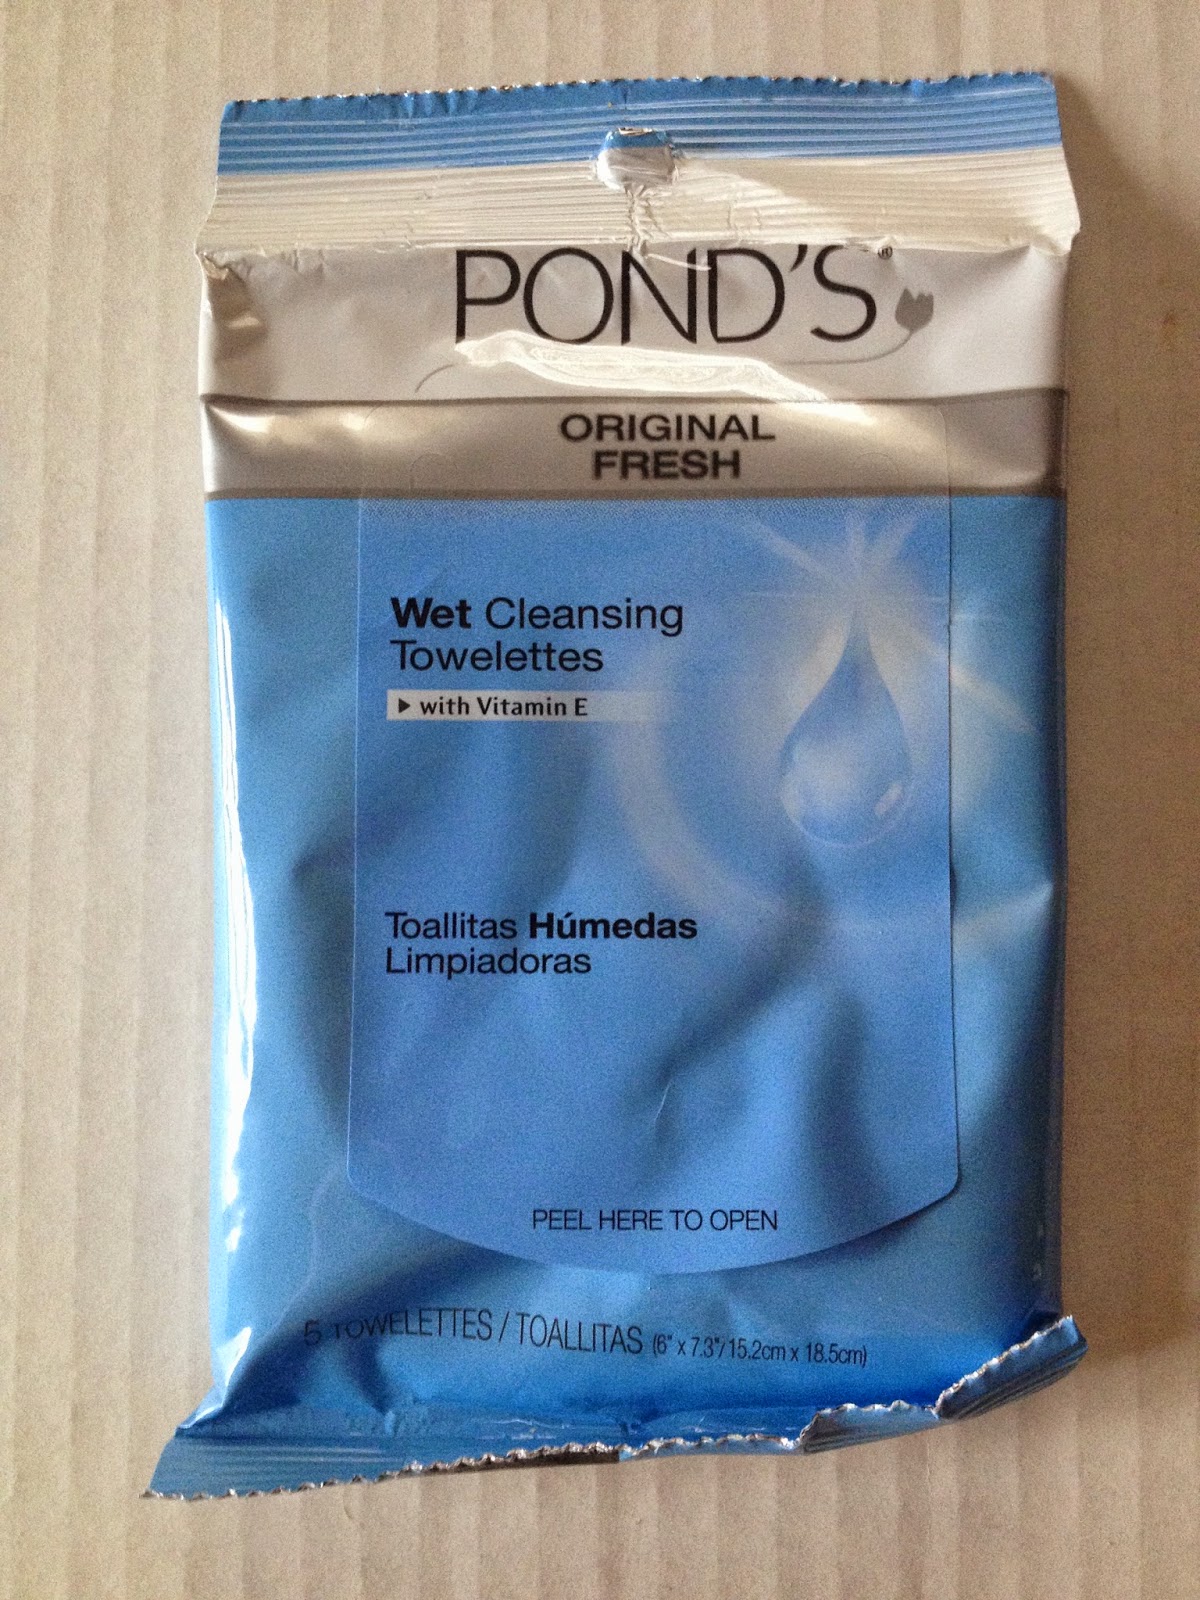 POND'S®
ORIGINAL
FRESH
Wet Cleansing
Towelettes
▶ with Vitamin E
Toallitas Húmedas
Limpiadoras
PEEL HERE TO OPEN
5 TOWELETTES / TOALLITAS (6" x 7.3"/15.2cm x 18.5cm)